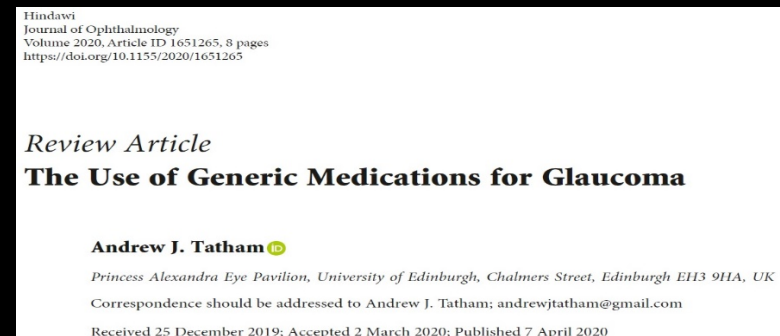 Hindawi
Journal of Ophthalmology
Volume 2020, Article ID 1651265, 8 pages
https://doi.org/10.1155/2020/1651265
Review Article
The Use of Generic Medications for Glaucoma
Andrew J. Tatham iD
Princess Alexandra Eye Pavilion, University of Edinburgh, Chalmers Street, Edinburgh EH3 9HA, UK
Correspondence should be addressed to Andrew J. Tatham; andrewjtatham@gmail.com
Received 25 December 2019; Accepted 2 March 2020; Published 7 April 2020